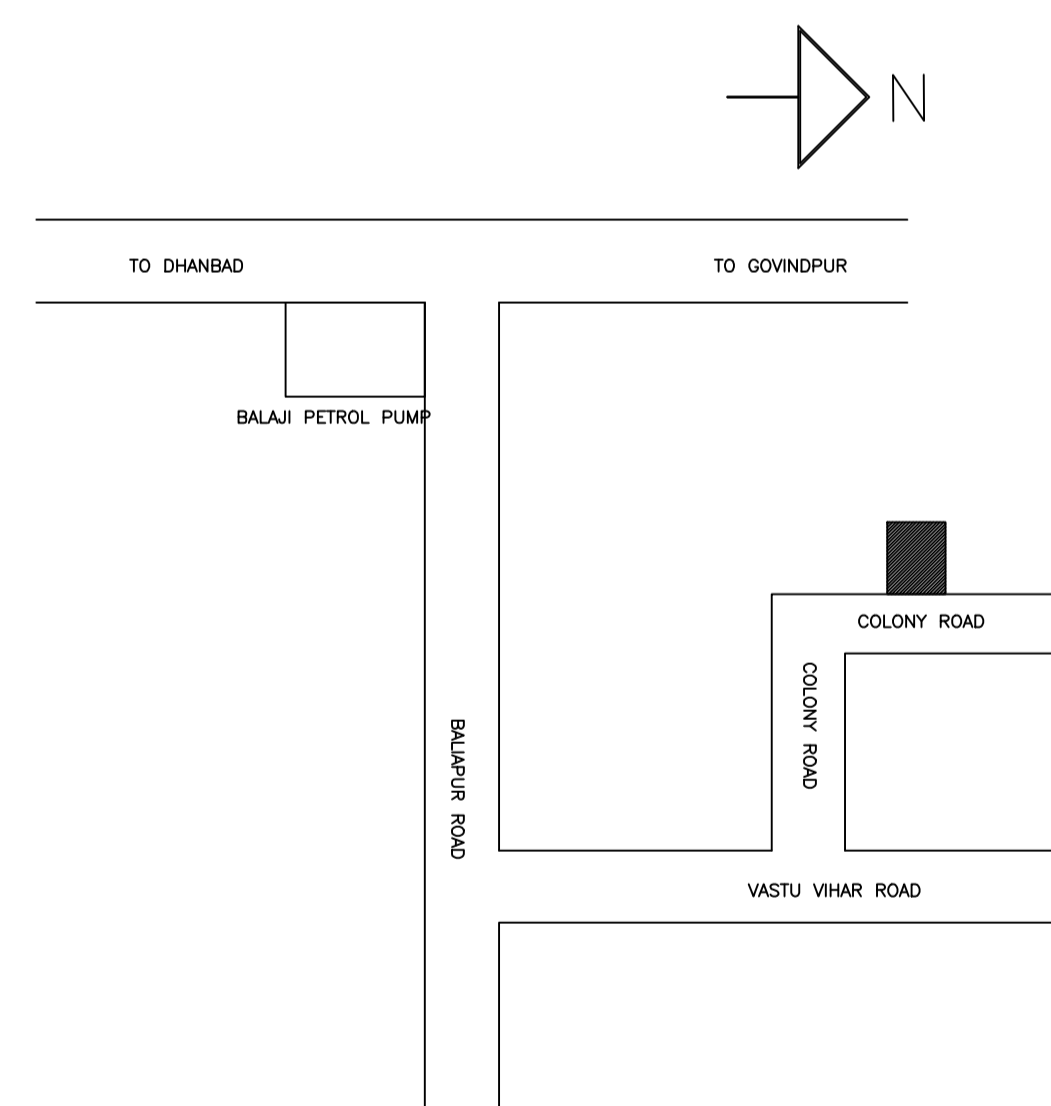 N
TO DHANBAD
TO GOVINDPUR
BALAJI PETROL PUMP
COLONY ROAD
COLONY ROAD
BALIAPUR ROAD
VASTU VIHAR ROAD